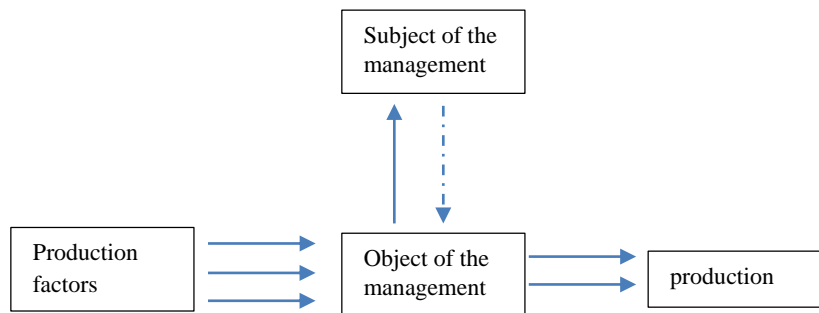 Subject of the
management
Production
factors
Object of the
management
production